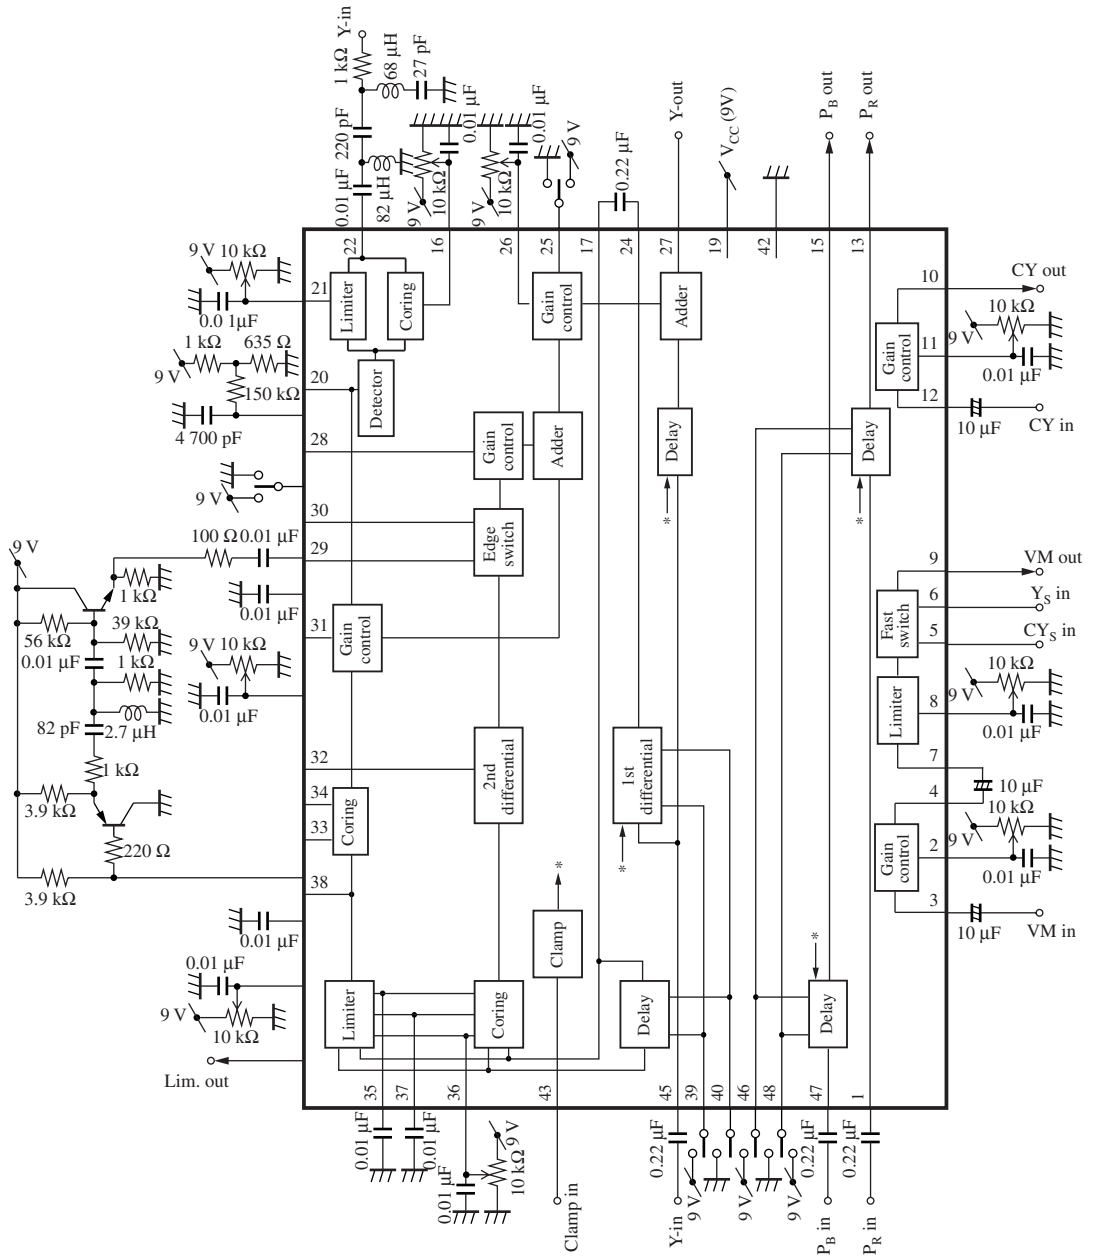 Y-in
1 kΩ
68 µH
27 pF
220 pF
0.01 µF
82 µH
9 V
10 kΩ
0.01 µF
9 V
10 kΩ
0.01 µF
9 V
0.22 µF
Y-out
VCC (9V)
PB out
PR out
22
16
26
25
17
24
27
19
42
15
13
9 V 10 kΩ
0.0 1µF
21
Limiter
Coring
Gain control
Adder
10
CY out
10 kΩ
9 V
11
0.01 µF
Gain control
12
10 µF
CY in
1 kΩ
635 Ω
9 V
150 kΩ
4 700 pF
20
Detector
28
Gain control
Adder
Delay
*
Delay
*
9 V
30
Edge switch
29
100 Ω 0.01 µF
9 V
1 kΩ
0.01 µF
56 kΩ
39 kΩ
0.01 µF
1 kΩ
31
Gain control
9 V 10 kΩ
0.01 µF
82 pF
2.7 µH
1 kΩ
3.9 kΩ
220 Ω
3.9 kΩ
9
VM out
6
YS in
5
CYS in
Fast switch
10 kΩ
9 V
8
0.01 µF
Limiter
7
10 µF
4
10 kΩ
9 V
2
0.01 µF
Gain control
3
10 µF
VM in
32
2nd differential
1st differential
*
34
33
Coring
38
0.01 µF
Clamp
*
*
0.01 µF
9 V
10 kΩ
Lim. out
Limiter
Coring
Delay
Delay
35
37
36
43
45
39
40
46
48
47
1
0.01 µF
0.01 µF
0.01 µF
9 V
10 kΩ
Clamp in
0.22 µF
Y-in
9 V
9 V
9 V
0.22 µF
PB in
0.22 µF
PR in